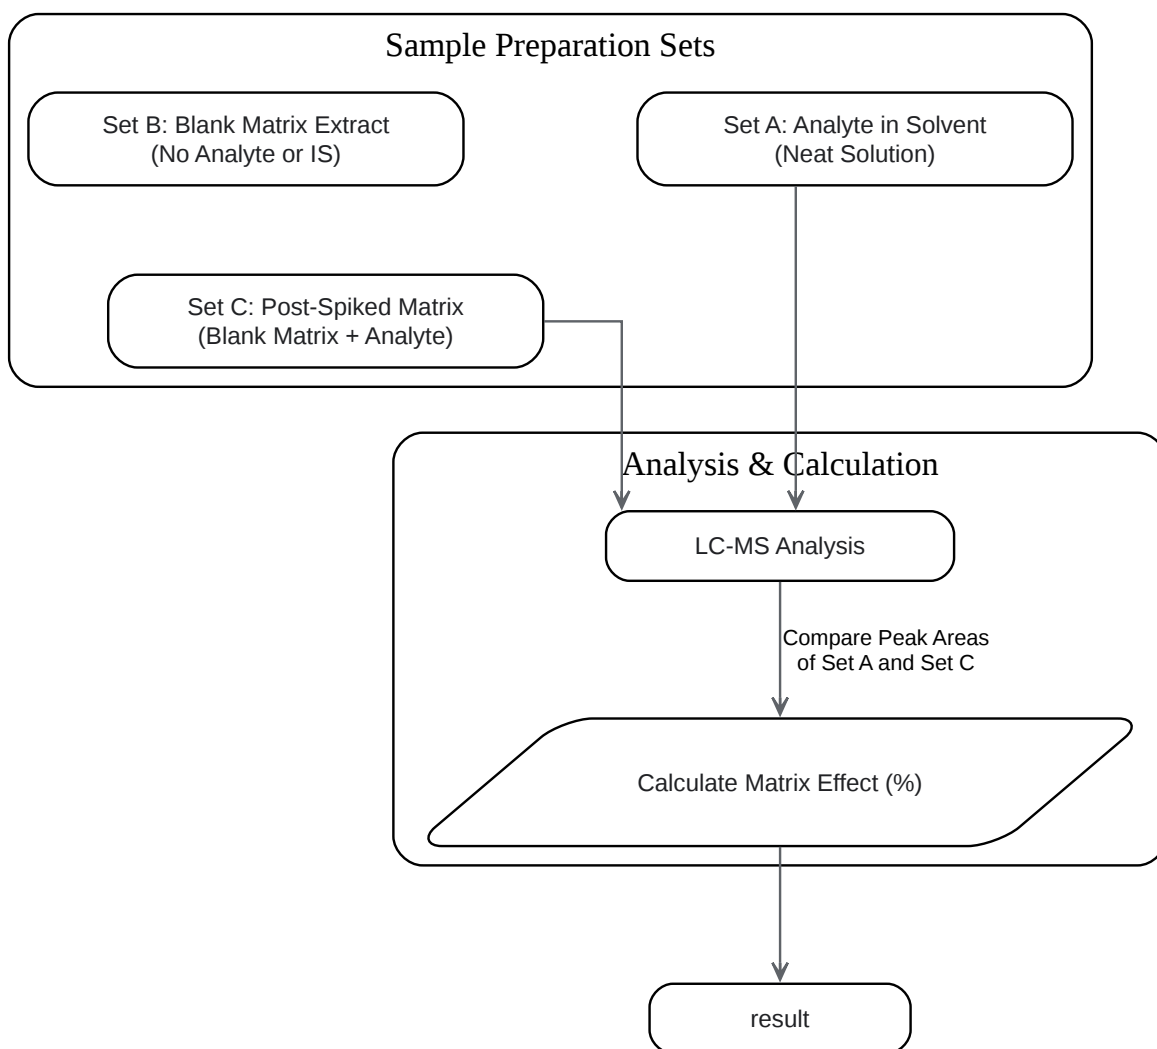 Sample Preparation Sets
Set B: Blank Matrix Extract
(No Analyte or IS)
Set A: Analyte in Solvent
(Neat Solution)
Set C: Post-Spiked Matrix
(Blank Matrix + Analyte)
Analysis & Calculation
LC-MS Analysis
Compare Peak Areas
of Set A and Set C
Calculate Matrix Effect (%)
result